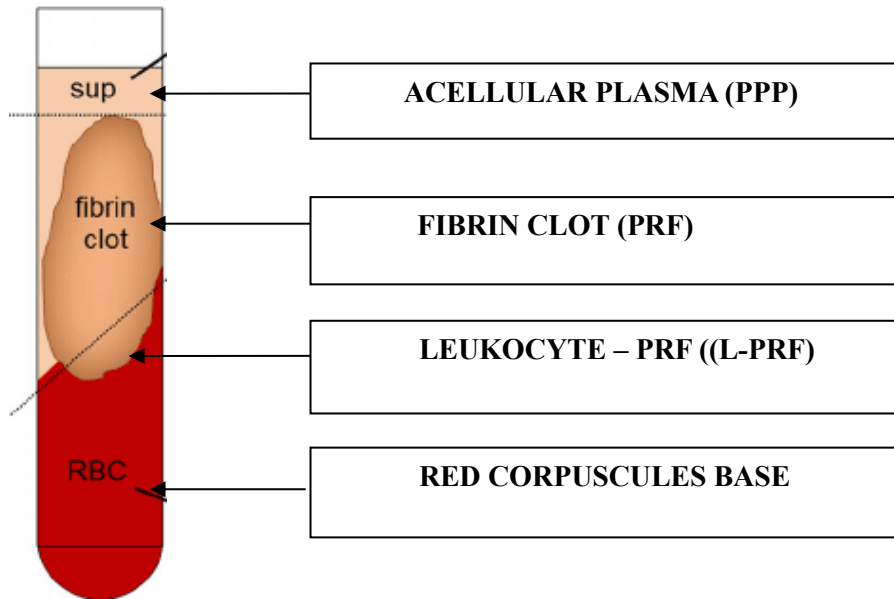 sup
ACELLULAR PLASMA (PPP)
fibrin
clot
FIBRIN CLOT (PRF)
LEUKOCYTE – PRF ((L-PRF)
RBC
RED CORPUSCULES BASE